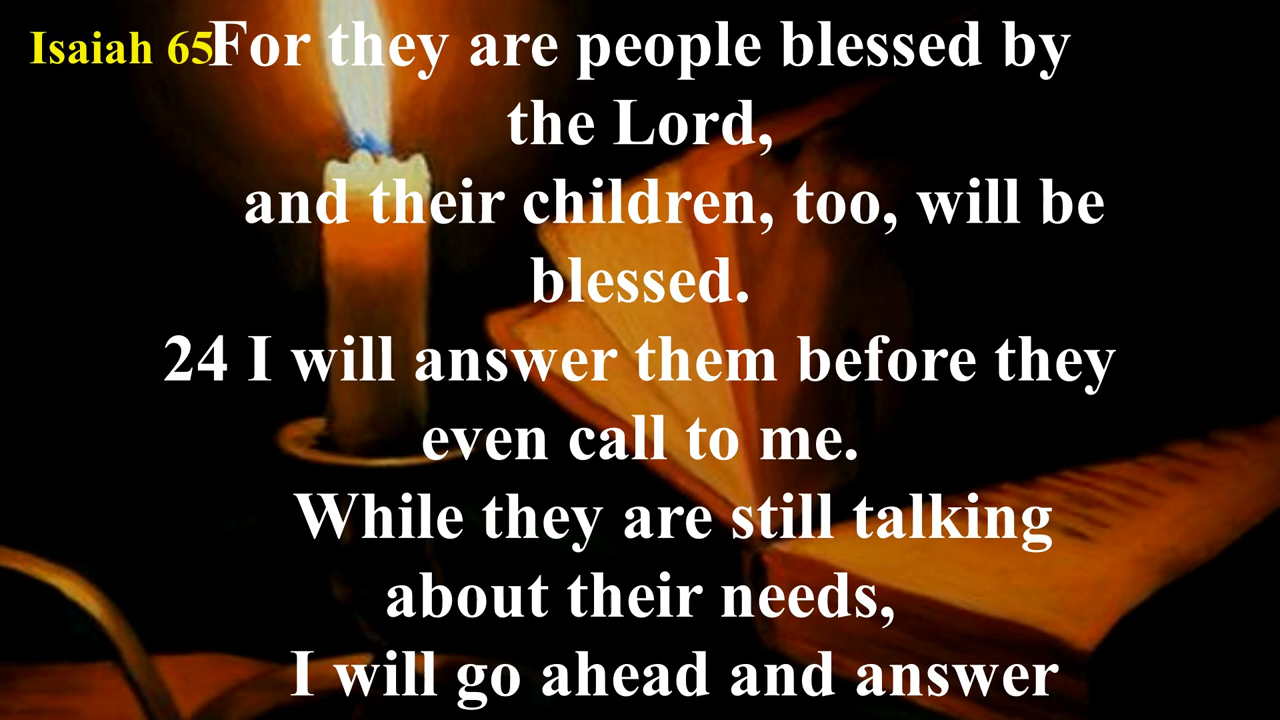 Isaiah 65
For they are people blessed by
the Lord,
and their children, too, will be
blessed.
24 I will answer them before they
even call to me.
While they are still talking
about their needs,
I will go ahead and answer